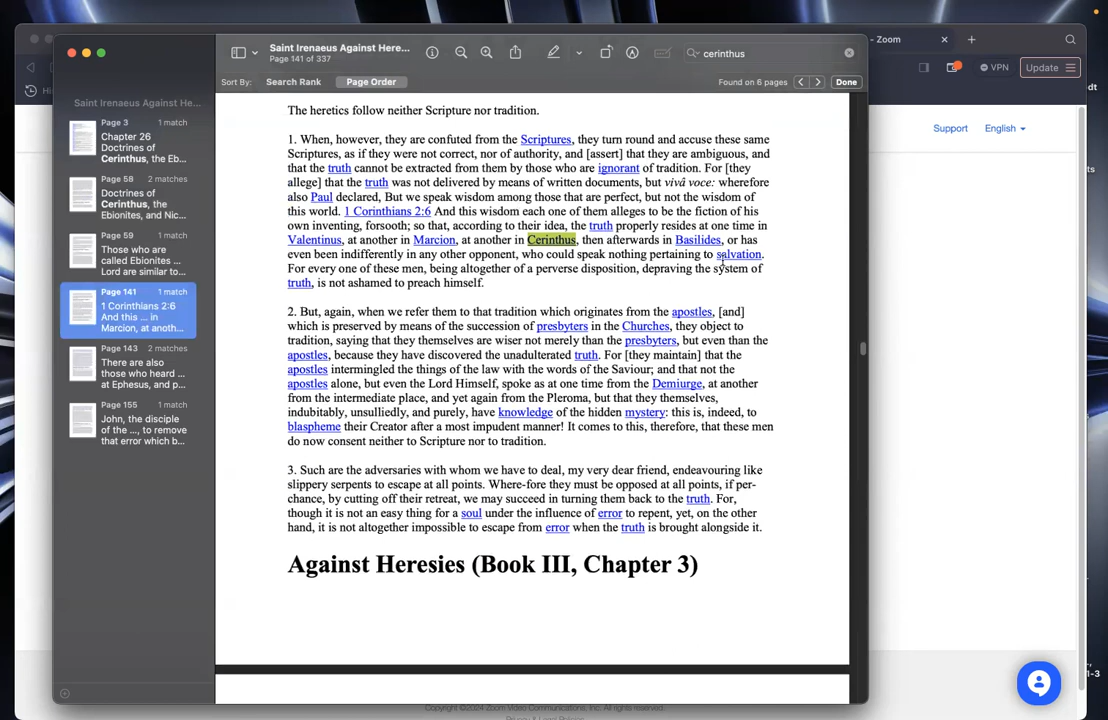 Saint Irenaeus Against Here...
Page 141 of 337
cerinthus
Sort By:
Search Rank
Page Order
Found on 6 pages
Done
- Zoom
VPN
Update
Hi
dt
Support
English
Saint Irenaeus Against He...
Page 3
1 match
Chapter 26
Doctrines of
Cerinthus, the Eb...
Page 58
2 matches
Doctrines of
Cerinthus, the
Ebionites, and Nic...
Page 59
1 match
Those who are
called Ebionites ...
Lord are similar to...
Page 141
1 match
1 Corinthians 2:6
And this ... in
Marcion, at anoth...
Page 143
2 matches
There are also
those who heard ...
at Ephesus, and p...
Page 155
1 match
John, the disciple
of the ..., to remove
that error which b...
The heretics follow neither Scripture nor tradition.
1. When, however, they are confuted from the Scriptures, they turn round and accuse these same
Scriptures, as if they were not correct, nor of authority, and [assert] that they are ambiguous, and
that the truth cannot be extracted from them by those who are ignorant of tradition. For [they
allege] that the truth was not delivered by means of written documents, but vivâ voce: wherefore
also Paul declared, But we speak wisdom among those that are perfect, but not the wisdom of
this world. 1 Corinthians 2:6 And this wisdom each one of them alleges to be the fiction of his
own inventing, forsooth; so that, according to their idea, the truth properly resides at one time in
Valentinus, at another in Marcion, at another in Cerinthus, then afterwards in Basilides, or has
even been indifferently in any other opponent, who could speak nothing pertaining to salvation.
For every one of these men, being altogether of a perverse disposition, depraving the system of
truth, is not ashamed to preach himself.
2. But, again, when we refer them to that tradition which originates from the apostles, [and]
which is preserved by means of the succession of presbyters in the Churches, they object to
tradition, saying that they themselves are wiser not merely than the presbyters, but even than the
apostles, because they have discovered the unadulterated truth. For [they maintain] that the
apostles intermingled the things of the law with the words of the Saviour; and that not the
apostles alone, but even the Lord Himself, spoke as at one time from the Demiurge, at another
from the intermediate place, and yet again from the Pleroma, but that they themselves,
indubitably, unsulliedly, and purely, have knowledge of the hidden mystery: this is, indeed, to
blaspheme their Creator after a most impudent manner! It comes to this, therefore, that these men
do now consent neither to Scripture nor to tradition.
3. Such are the adversaries with whom we have to deal, my very dear friend, endeavouring like
slippery serpents to escape at all points. Where-fore they must be opposed at all points, if per-
chance, by cutting off their retreat, we may succeed in turning them back to the truth. For,
though it is not an easy thing for a soul under the influence of error to repent, yet, on the other
hand, it is not altogether impossible to escape from error when the truth is brought alongside it.
Against Heresies (Book III, Chapter 3)
1-3
Copyright ©2024 Zoom Video Communications, Inc. All rights reserved.
Privacy & Legal Policies